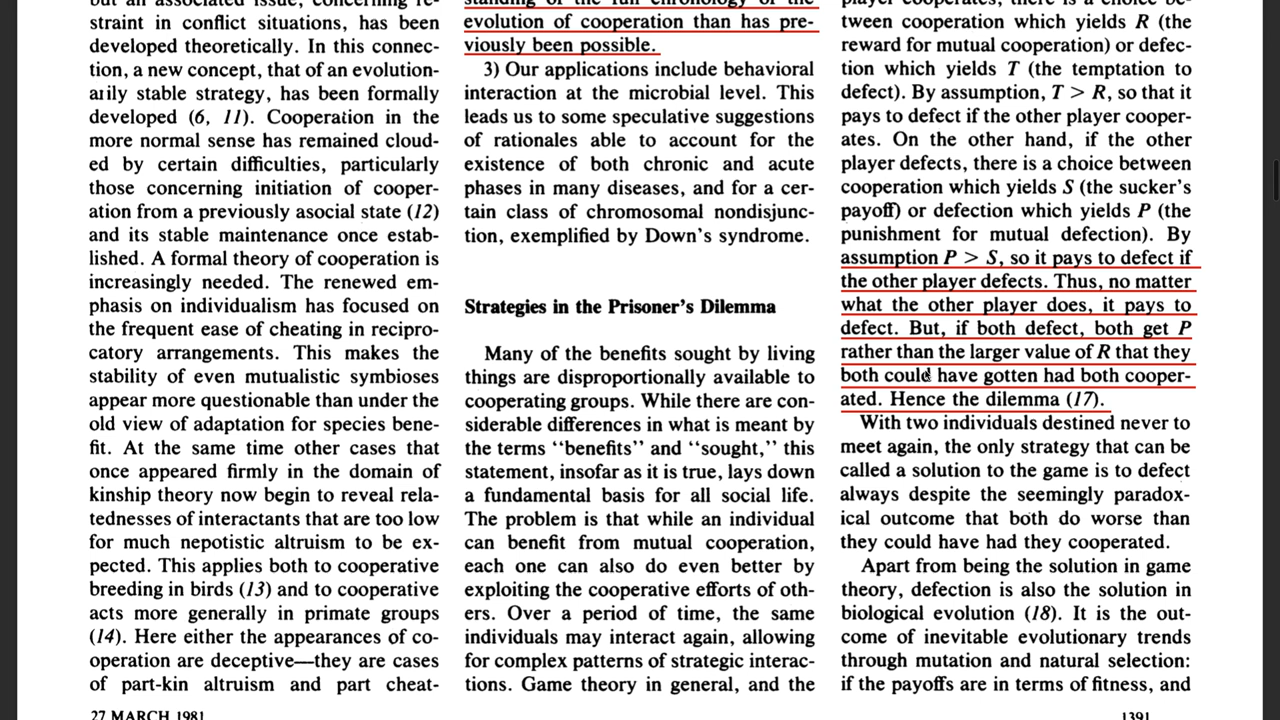 but an associated issue, concerning re-
straint in conflict situations, has been
developed theoretically. In this connec-
tion, a new concept, that of an evolution-
arily stable strategy, has been formally
developed (6, 11). Cooperation in the
more normal sense has remained cloud-
ed by certain difficulties, particularly
those concerning initiation of cooper-
ation from a previously asocial state (12)
and its stable maintenance once estab-
lished. A formal theory of cooperation is
increasingly needed. The renewed em-
phasis on individualism has focused on
the frequent ease of cheating in recipro-
catory arrangements. This makes the
stability of even mutualistic symbioses
appear more questionable than under the
old view of adaptation for species bene-
fit. At the same time other cases that
once appeared firmly in the domain of
kinship theory now begin to reveal rela-
tednesses of interactants that are too low
for much nepotistic altruism to be ex-
pected. This applies both to cooperative
breeding in birds (13) and to cooperative
acts more generally in primate groups
(14). Here either the appearances of co-
operation are deceptive—they are cases
of part-kin altruism and part cheat-
27 MARCH 1981
standing of the full chronology of the
evolution of cooperation than has pre-
viously been possible.
3) Our applications include behavioral
interaction at the microbial level. This
leads us to some speculative suggestions
of rationales able to account for the
existence of both chronic and acute
phases in many diseases, and for a cer-
tain class of chromosomal nondisjunc-
tion, exemplified by Down's syndrome.
Strategies in the Prisoner's Dilemma
Many of the benefits sought by living
things are disproportionally available to
cooperating groups. While there are con-
siderable differences in what is meant by
the terms "benefits" and "sought," this
statement, insofar as it is true, lays down
a fundamental basis for all social life.
The problem is that while an individual
can benefit from mutual cooperation,
each one can also do even better by
exploiting the cooperative efforts of oth-
ers. Over a period of time, the same
individuals may interact again, allowing
for complex patterns of strategic interac-
tions. Game theory in general, and the
player cooperates, there is a choice be-
tween cooperation which yields R (the
reward for mutual cooperation) or defec-
tion which yields T (the temptation to
defect). By assumption, T > R, so that it
pays to defect if the other player cooper-
ates. On the other hand, if the other
player defects, there is a choice between
cooperation which yields S (the sucker's
payoff) or defection which yields P (the
punishment for mutual defection). By
assumption P > S, so it pays to defect if
the other player defects. Thus, no matter
what the other player does, it pays to
defect. But, if both defect, both get P
rather than the larger value of R that they
both could have gotten had both cooper-
ated. Hence the dilemma (17).
With two individuals destined never to
meet again, the only strategy that can be
called a solution to the game is to defect
always despite the seemingly paradox-
ical outcome that both do worse than
they could have had they cooperated.
Apart from being the solution in game
theory, defection is also the solution in
biological evolution (18). It is the out-
come of inevitable evolutionary trends
through mutation and natural selection:
if the payoffs are in terms of fitness, and
1391